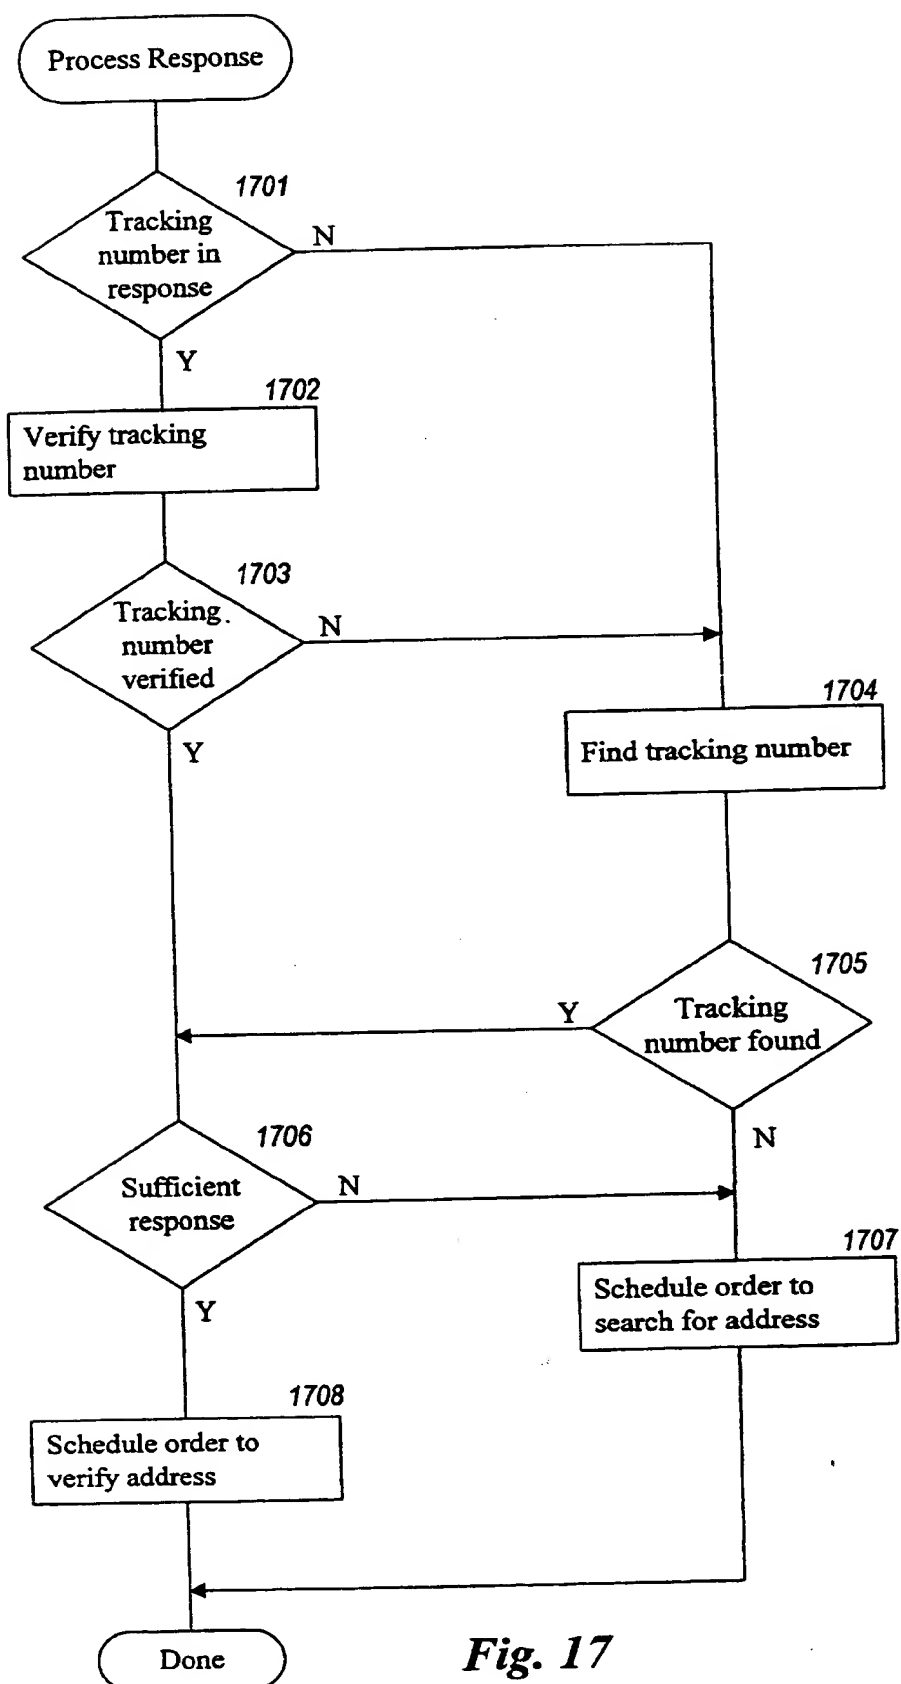 Process Response
1701
Tracking
number in
response
N
Y
1702
Verify tracking
number
1703
Tracking
number
verified
N
Y
1704
Find tracking number
1705
Tracking
number found
Y
N
1706
Sufficient
response
N
Y
1707
Schedule order to
search for address
1708
Schedule order to
verify address
Done
Fig. 17